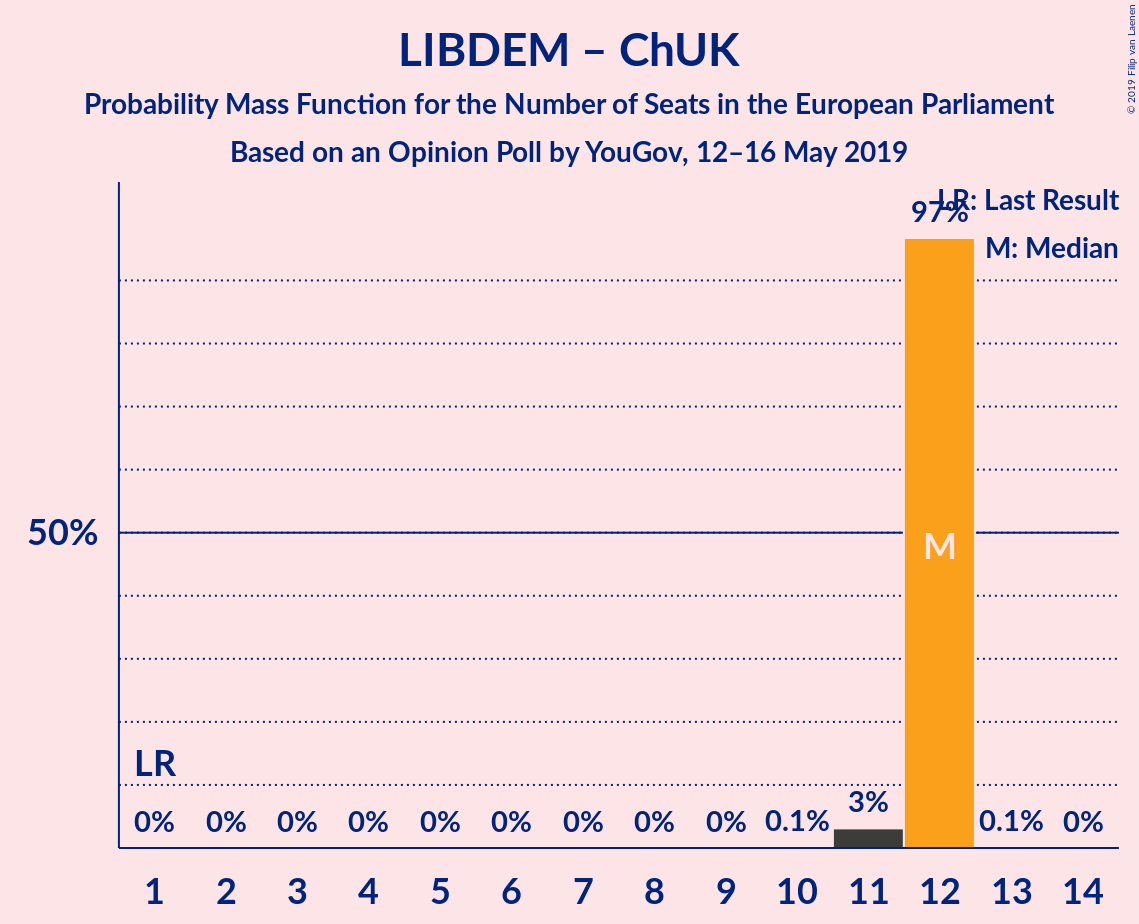 LIBDEM – ChUK
Probability Mass Function for the Number of Seats in the European Parliament
Based on an Opinion Poll by YouGov, 12–16 May 2019
© 2019 Filip van Laenen
LR: Last Result
97%
M: Median
50%
M
LR
3%
0% 0% 0% 0% 0% 0% 0% 0% 0% 0.1% 0.1% 0%
1 2 3 4 5 6 7 8 9 10 11 12 13 14